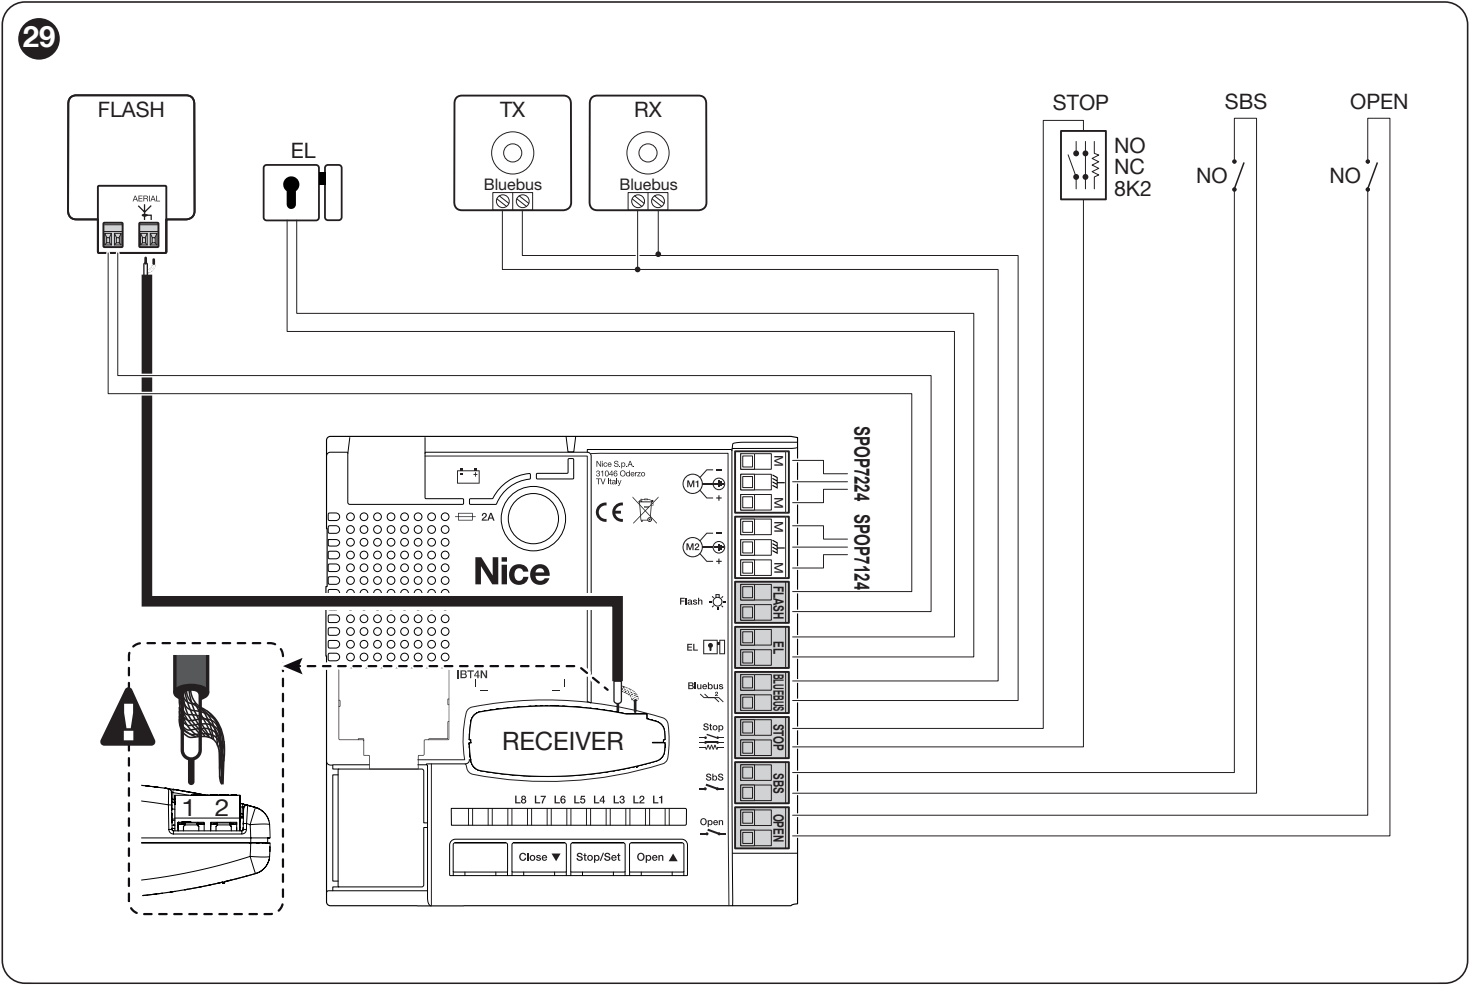 29
FLASH
AERIAL
EL
TX
Bluebus
RX
Bluebus
STOP
NO
NC
8K2
SBS
NO
OPEN
NO
Nice S.p.A.
31046 Oderzo
TV Italy
CE
2A
Nice
M1
-
+
M
M
SPOP7224
M2
-
+
M
M
SPOP7124
Flash
FLASH
EL
EL
Bluebus
2
BLUEBUS
Stop
STOP
SbS
SBS
Open
OPEN
IBT4N
RECEIVER
L8 L7 L6 L5 L4 L3 L2 L1
Close ▼
Stop/Set
Open ▲
!
1 2